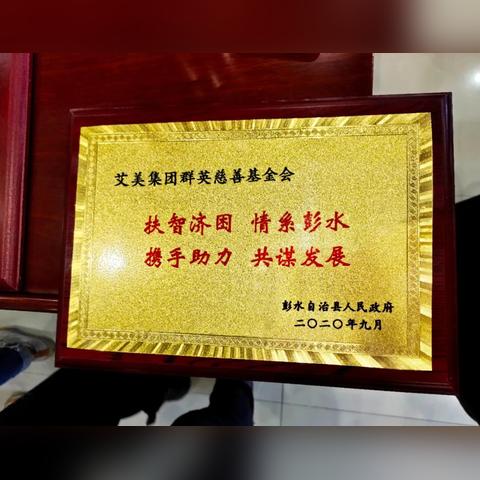 艾美集团群英慈善基金会
扶智济困 情系彭水
携手助力 共谋发展
彭水自治县人民政府
二〇二〇年九月